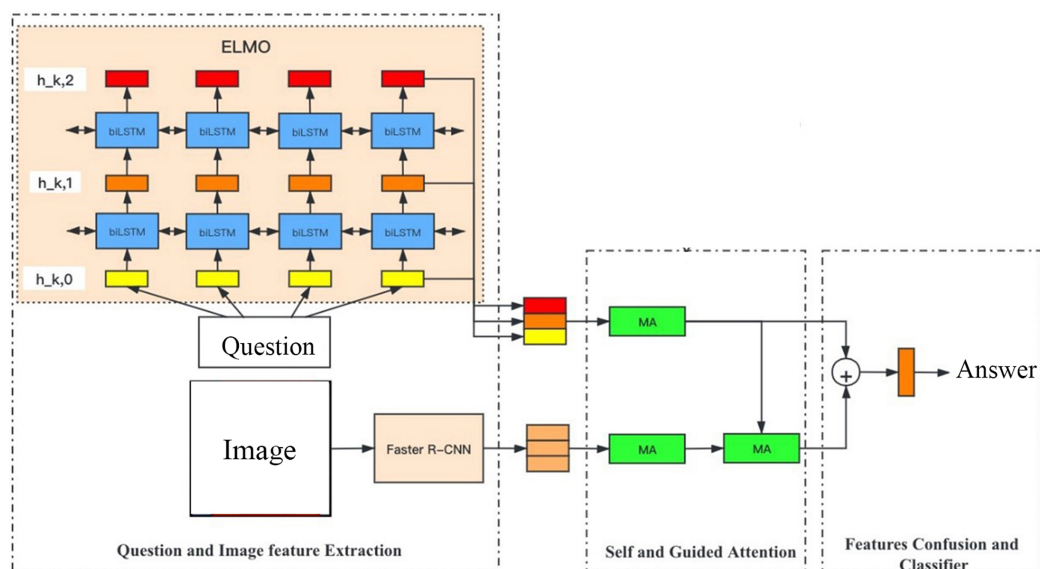 ELMO
h_k,2
biLSTM biLSTM biLSTM biLSTM
h_k,1
biLSTM biLSTM biLSTM biLSTM
h_k,0
Question
MA
+
Answer
Image
Faster R-CNN
MA
MA
Question and Image feature Extraction
Self and Guided Attention
Features Confusion and
Classifier